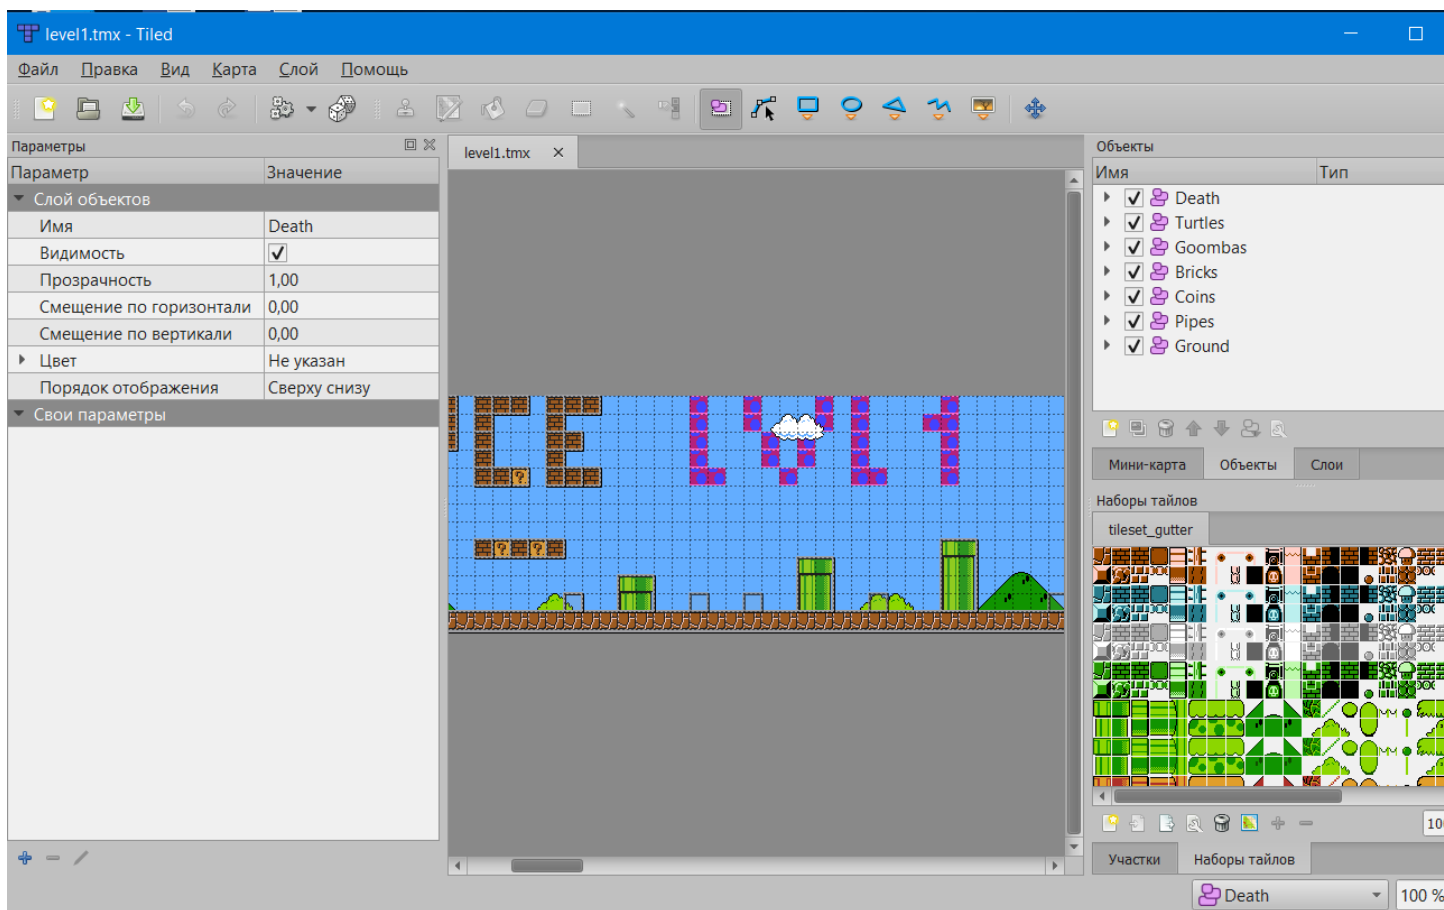 level1.tmx - Tiled
Файл Правка Вид Карта Слой Помощь
Параметры
Параметр Значение
Слой объектов
Имя Death
Видимость
Прозрачность 1,00
Смещение по горизонтали 0,00
Смещение по вертикали 0,00
Цвет Не указан
Порядок отображения Сверху снизу
Свои параметры
level1.tmx
CE LVL1
Объекты
Имя Тип
Death
Turtles
Goombas
Bricks
Coins
Pipes
Ground
Мини-карта Объекты Слои
Наборы тайлов
tileset_gutter
Участки Наборы тайлов
Death 100 %